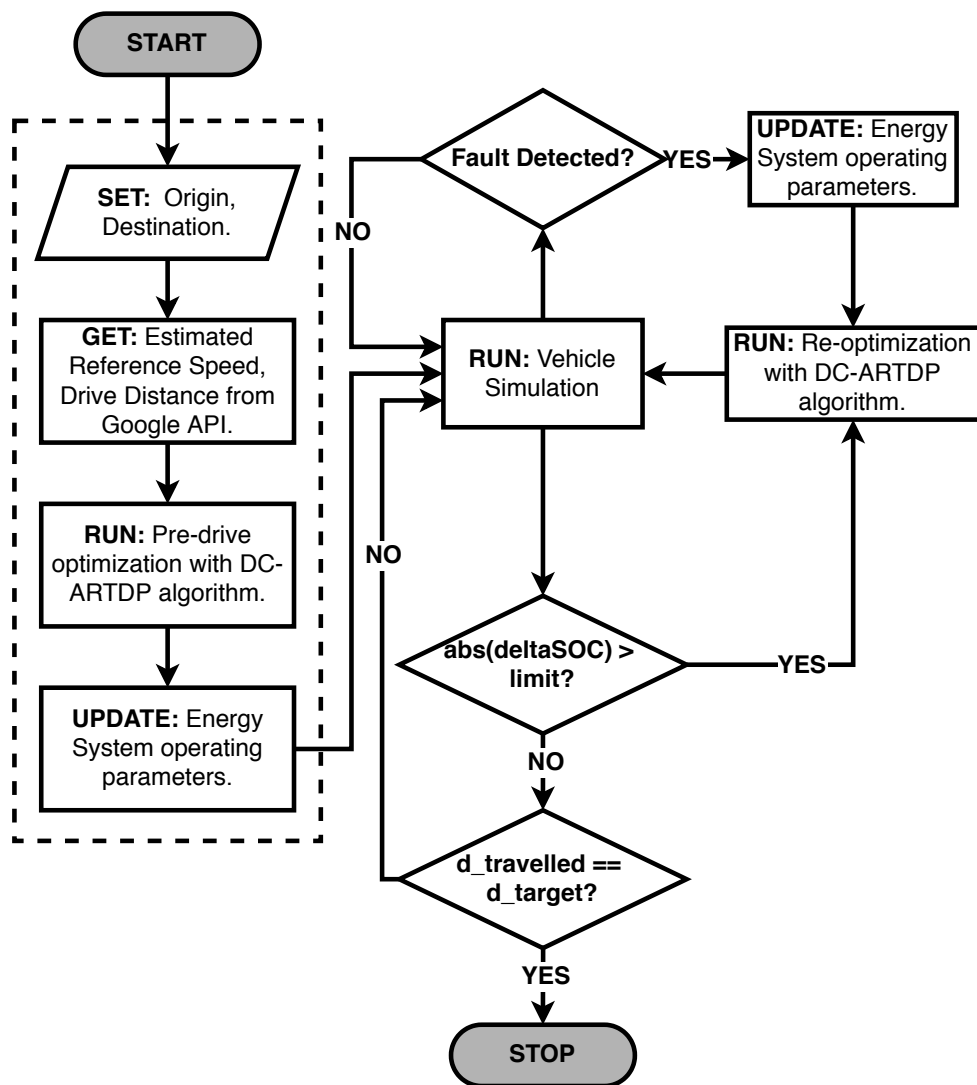 START
SET: Origin,
Destination.
GET: Estimated
Reference Speed,
Drive Distance from
Google API.
RUN: Pre-drive
optimization with DC-
ARTDP algorithm.
UPDATE: Energy
System operating
parameters.
Fault Detected?
YES
NO
UPDATE: Energy
System operating
parameters.
RUN: Vehicle
Simulation
RUN: Re-optimization
with DC-ARTDP
algorithm.
NO
abs(deltaSOC) >
limit?
YES
NO
d_travelled ==
d_target?
YES
STOP